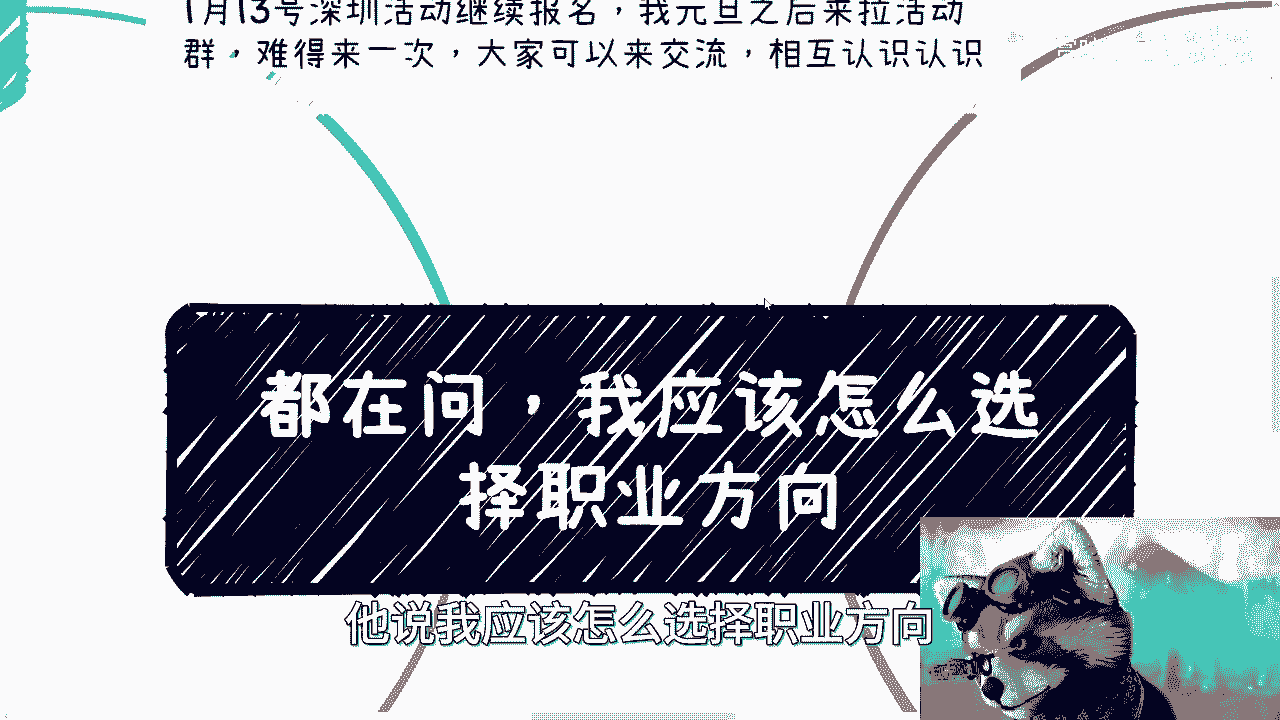 1月13号深圳活动继续报名，我元旦之后来拉活动
群，难得来一次，大家可以来交流，相互认识认识
都在问，我应该怎么选
择职业方向
他说我应该怎么选择职业方向